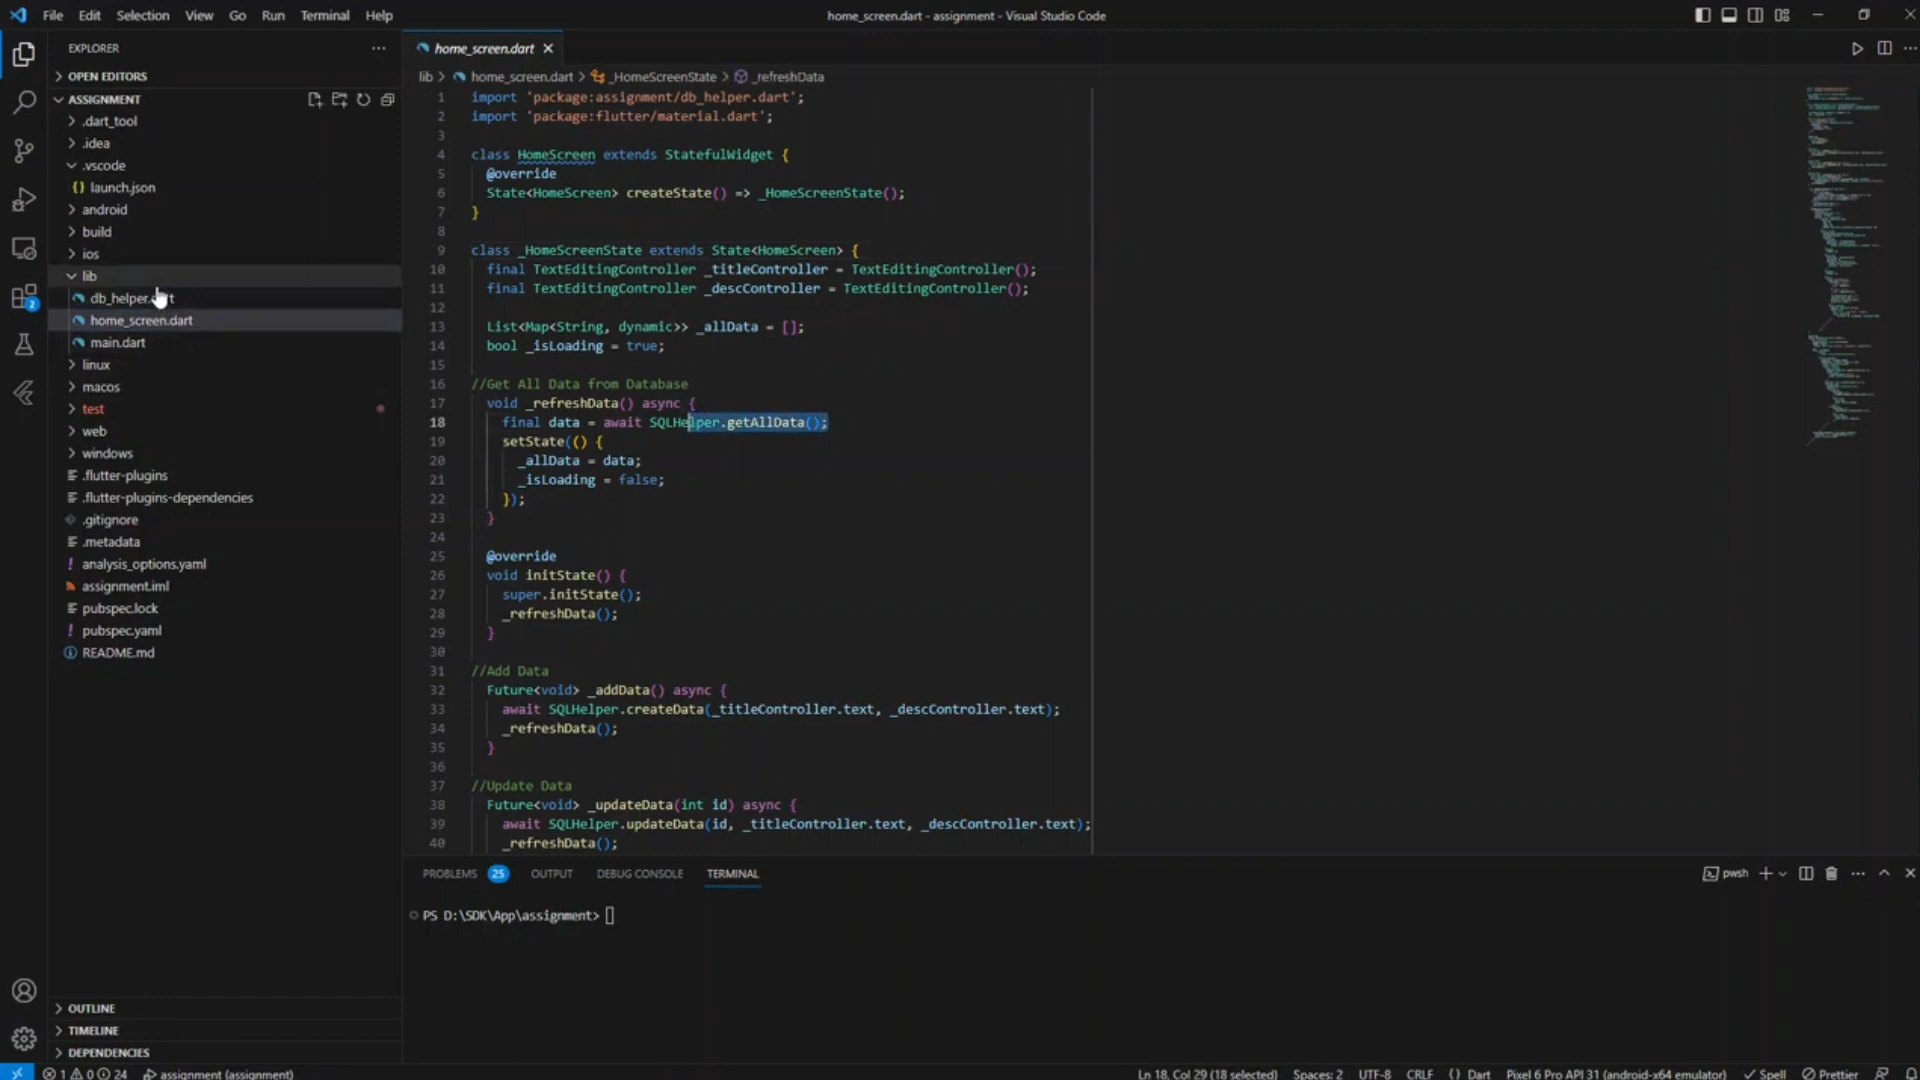 File Edit Selection View Go Run Terminal Help
home_screen.dart - assignment - Visual Studio Code
EXPLORER
OPEN EDITORS
ASSIGNMENT
.dart_tool
.idea
.vscode
{} launch.json
android
build
ios
lib
home_screen.dart
main.dart
linux
macos
test
web
windows
.flutter-plugins
.flutter-plugins-dependencies
.gitignore
.metadata
! analysis_options.yaml
assignment.iml
pubspec.lock
! pubspec.yaml
README.md
OUTLINE
TIMELINE
DEPENDENCIES
2
home_screen.dart
lib > home_screen.dart > _HomeScreenState > _refreshData
1 import 'package:assignment/db_helper.dart';
2 import 'package:flutter/material.dart';
3
4 class HomeScreen extends StatefulWidget {
5 @override
6 State<HomeScreen> createState() => _HomeScreenState();
7 }
8
9 class _HomeScreenState extends State<HomeScreen> {
10 final TextEditingController _titleController = TextEditingController();
11 final TextEditingController _descController = TextEditingController();
12
13 List<Map<String, dynamic>> _allData = [];
14 bool _isLoading = true;
15
16 //Get All Data from Database
17 void _refreshData() async {
18 final data = await SQLHelper.getAllData();
19 setState(() {
20 _allData = data;
21 _isLoading = false;
22 });
23 }
24
25 @override
26 void initState() {
27 super.initState();
28 _refreshData();
29 }
30
31 //Add Data
32 Future<void> _addData() async {
33 await SQLHelper.createData(_titleController.text, _descController.text);
34 _refreshData();
35 }
36
37 //Update Data
38 Future<void> _updateData(int id) async {
39 await SQLHelper.updateData(id, _titleController.text, _descController.text);
40 _refreshData();
PROBLEMS 25 OUTPUT DEBUG CONSOLE TERMINAL
pwsh
PS D:\SDK\App\assignment>
1 0 24 assignment (assignment)
Ln 18, Col 29 (18 selected) Spaces: 2 UTF-8 CRLF {} Dart Pixel 6 Pro API 31 (android-x64 emulator) Spell Prettier